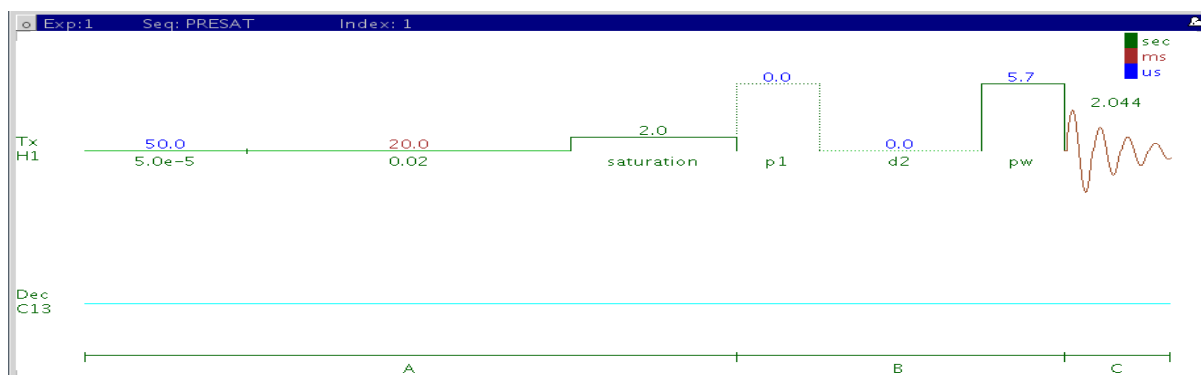 Exp:1 Seq: PRESAT Index: 1
sec
ms
us
0.0 5.7
2.044
2.0
Tx 50.0 20.0 0.0
H1 5.0e-5 0.02 saturation p1 d2 pw
Dec
C13
A B C